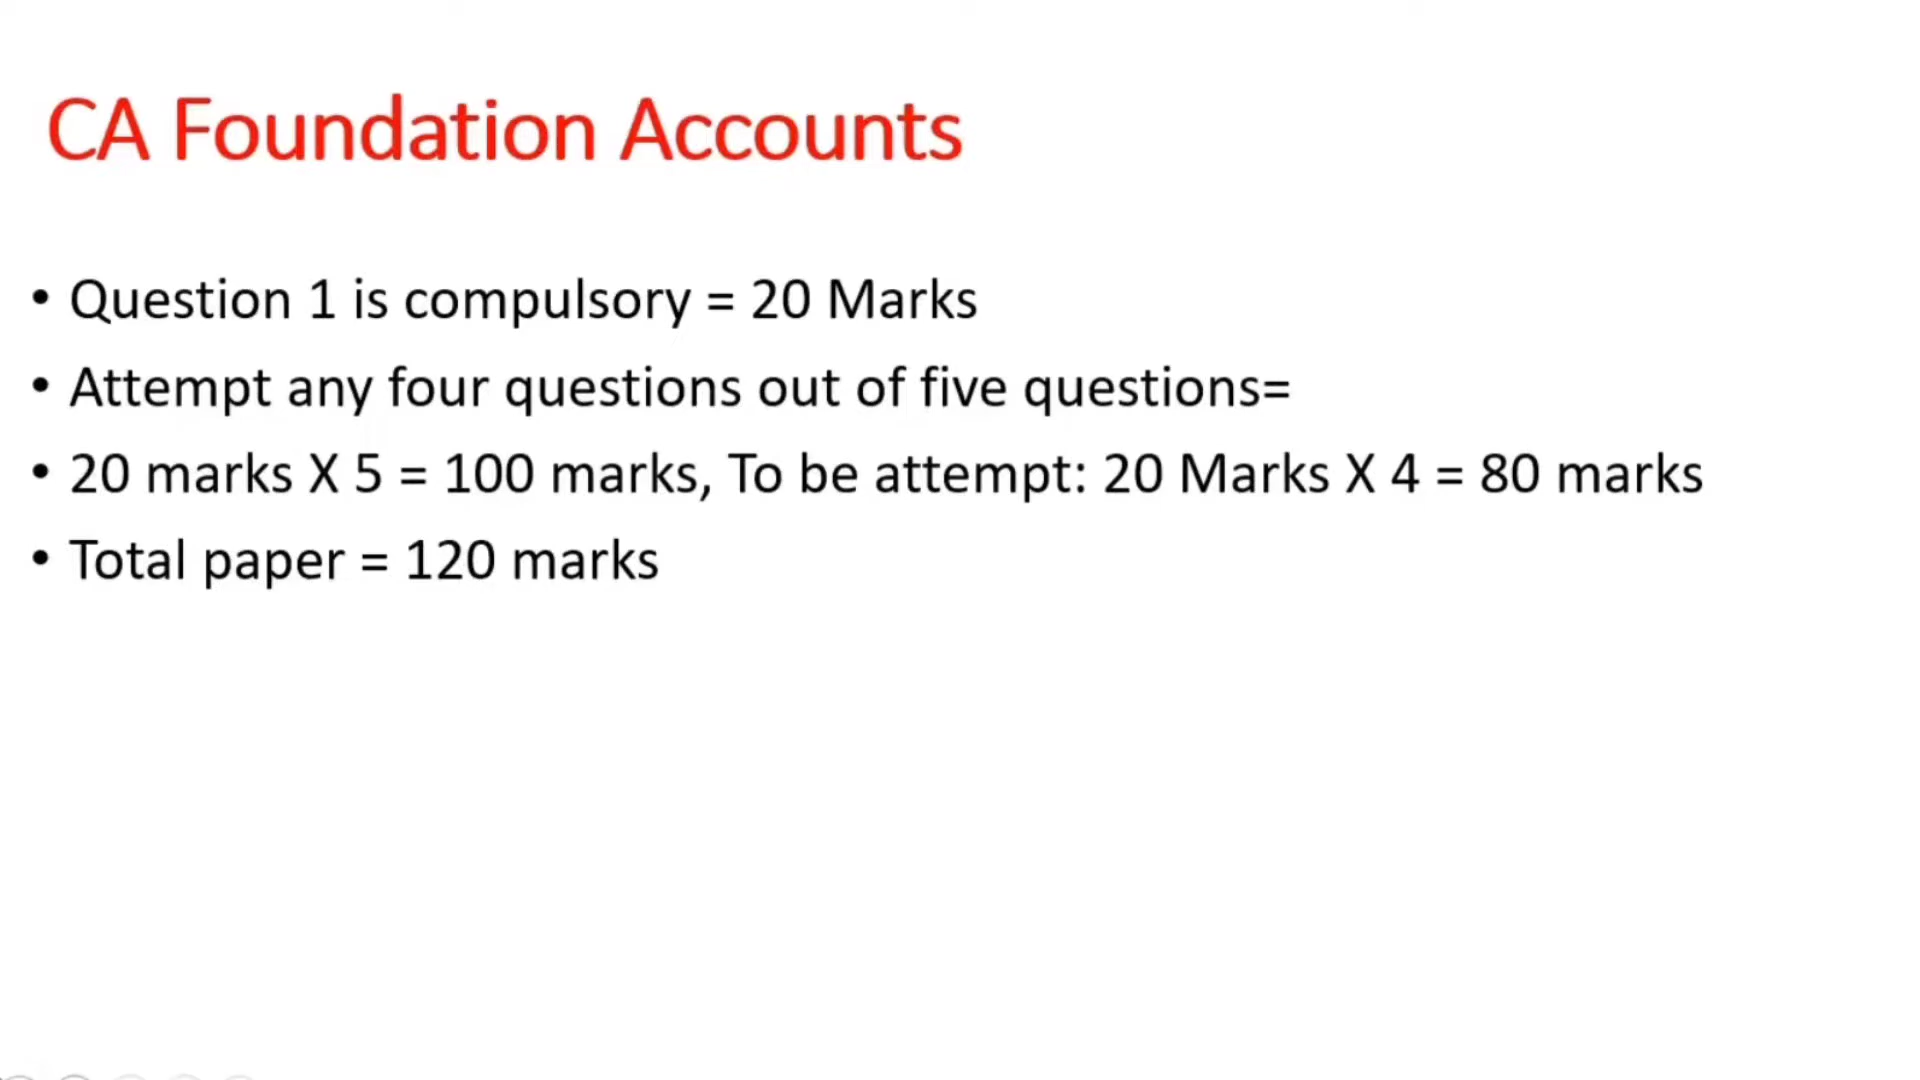 CA Foundation Accounts
• Question 1 is compulsory = 20 Marks
• Attempt any four questions out of five questions=
• 20 marks X 5 = 100 marks, To be attempt: 20 Marks X 4 = 80 marks
• Total paper = 120 marks